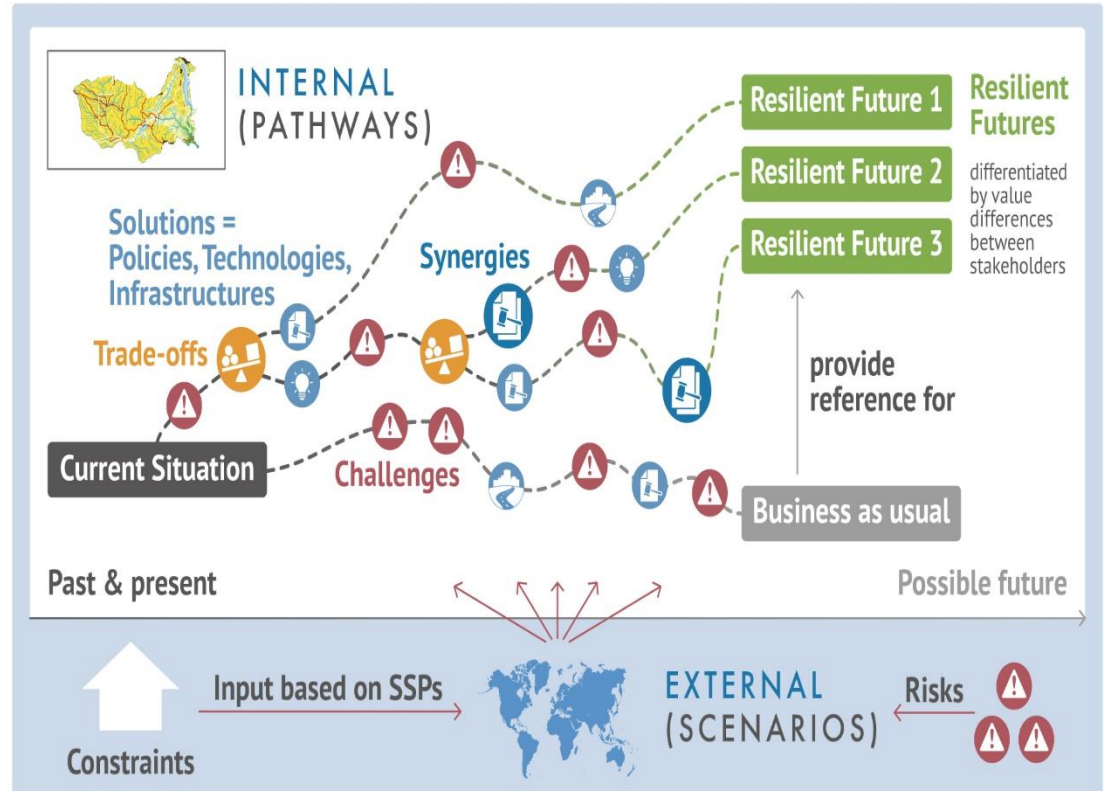 INTERNAL
(PATHWAYS)
Resilient Future 1
Resilient Future 2
Resilient Future 3
Resilient
Futures
differentiated
by value
differences
between
stakeholders
Solutions =
Policies, Technologies,
Infrastructures
Synergies
Trade-offs
provide
reference for
Current Situation
Challenges
Business as usual
Past & present
Possible future
Input based on SSPs
Constraints
EXTERNAL
(SCENARIOS)
Risks